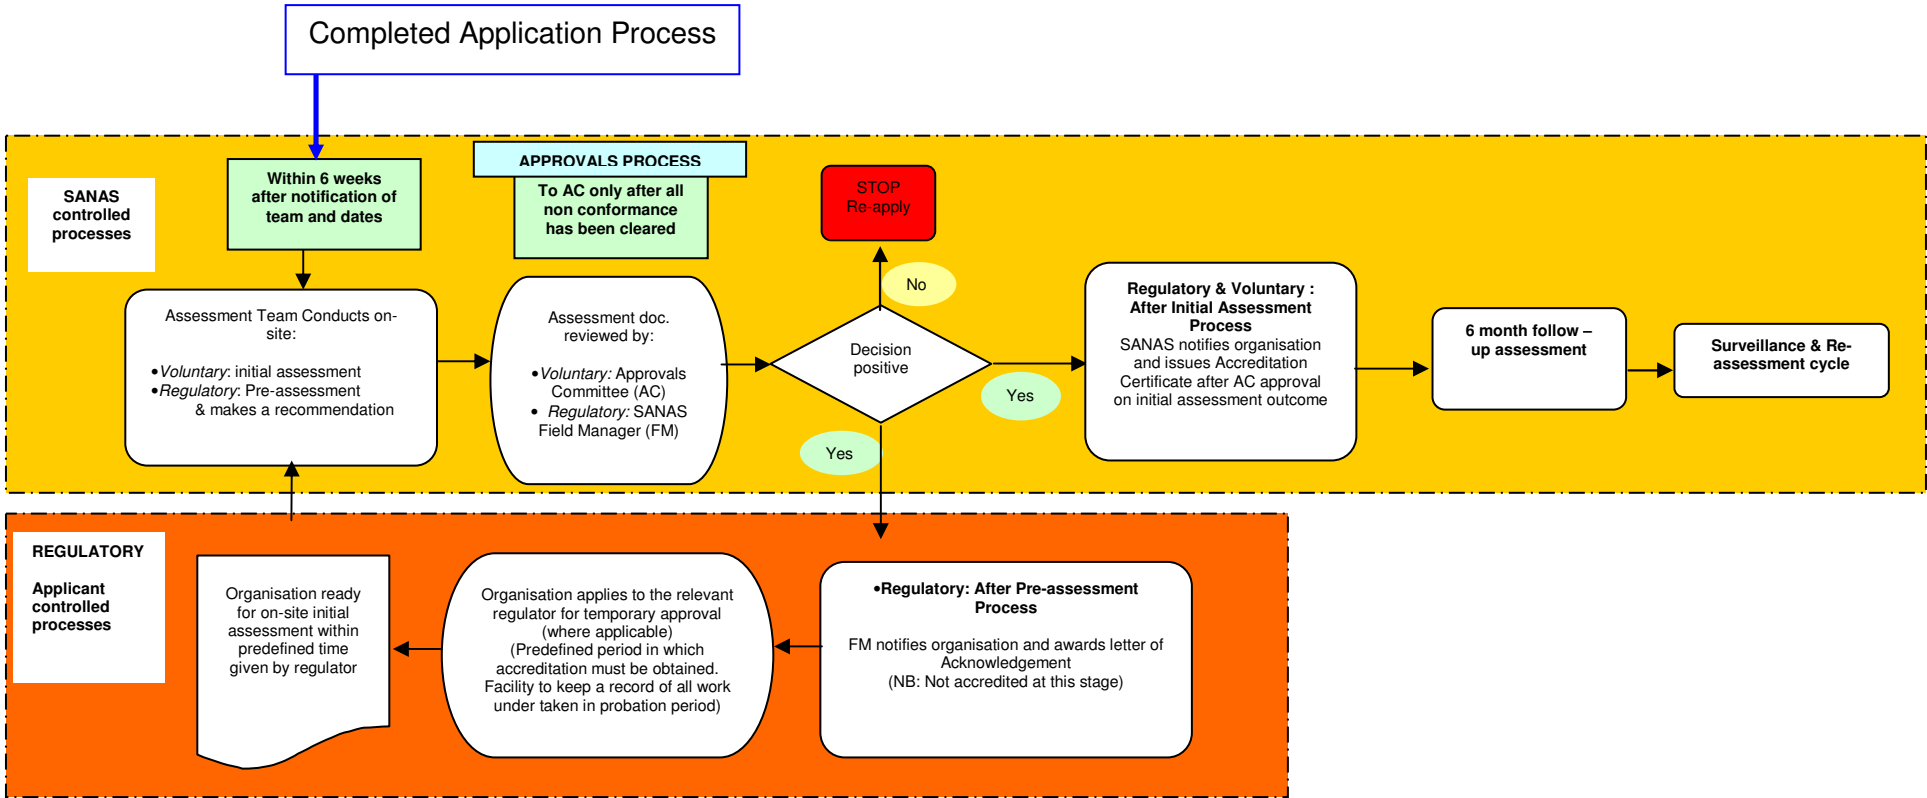 Completed Application Process
SANAS
controlled
processes
Within 6 weeks
after notification of
team and dates
APPROVALS PROCESS
To AC only after all
non conformance
has been cleared
STOP
Re-apply
No
Assessment Team Conducts on-
site:
•Voluntary: initial assessment
•Regulatory: Pre-assessment
& makes a recommendation
Assessment doc.
reviewed by:
•Voluntary: Approvals
Committee (AC)
• Regulatory: SANAS
Field Manager (FM)
Decision
positive
Yes
Yes
Regulatory & Voluntary :
After Initial Assessment
Process
SANAS notifies organisation
and issues Accreditation
Certificate after AC approval
on initial assessment outcome
6 month follow –
up assessment
Surveillance & Re-
assessment cycle
REGULATORY
Applicant
controlled
processes
Organisation ready
for on-site initial
assessment within
predefined time
given by regulator
Organisation applies to the relevant
regulator for temporary approval
(where applicable)
(Predefined period in which
accreditation must be obtained.
Facility to keep a record of all work
under taken in probation period)
•Regulatory: After Pre-assessment
Process
FM notifies organisation and awards letter of
Acknowledgement
(NB: Not accredited at this stage)